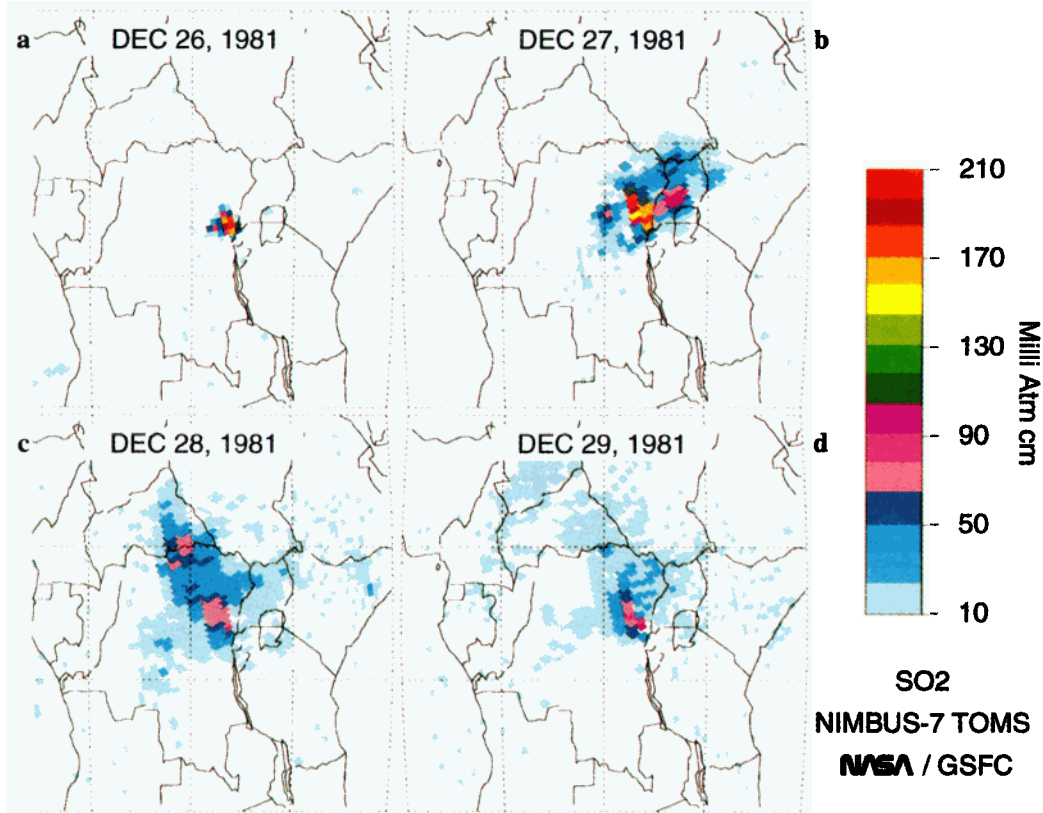 a
DEC 26, 1981
DEC 27, 1981
b
c
DEC 28, 1981
DEC 29, 1981
d
210
170
130
90
50
10
Milli Atm cm
SO2
NIMBUS-7 TOMS
NASA / GSFC